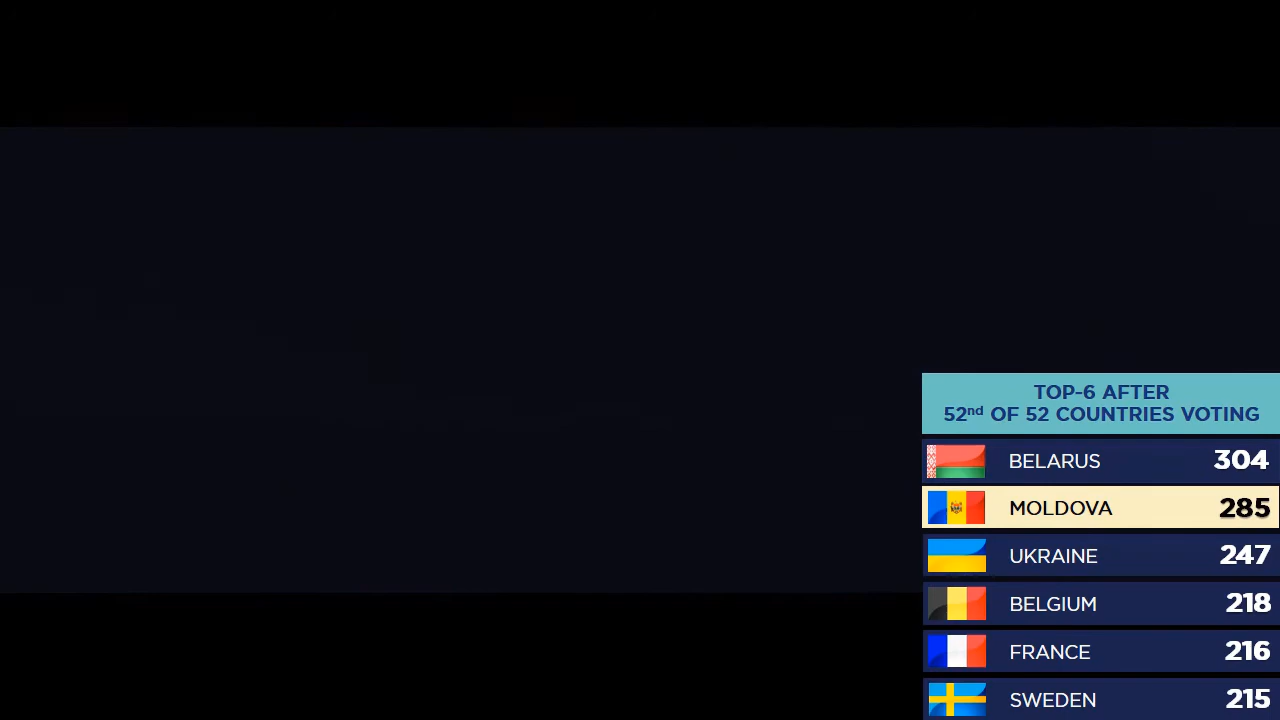 TOP-6 AFTER
52nd OF 52 COUNTRIES VOTING
BELARUS 304
MOLDOVA 285
UKRAINE 247
BELGIUM 218
FRANCE 216
SWEDEN 215